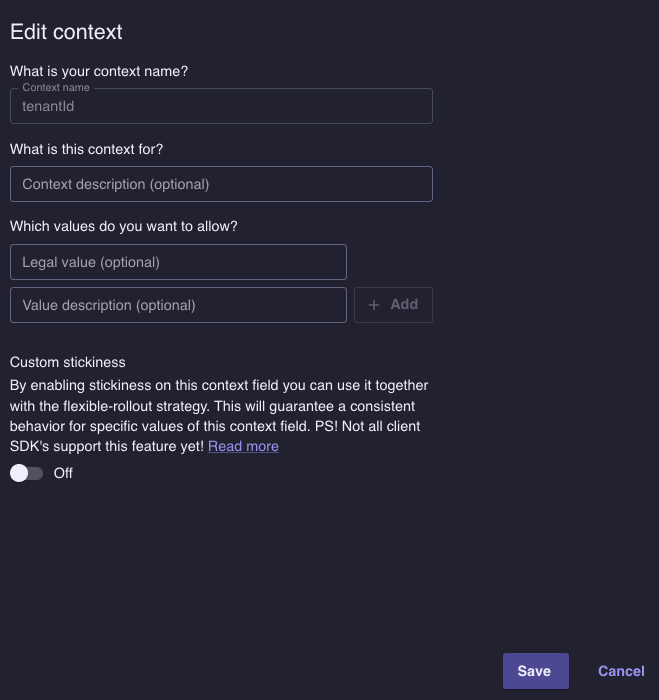 Edit context
What is your context name?
Context name
tenantId
What is this context for?
Context description (optional)
Which values do you want to allow?
Legal value (optional)
Value description (optional)
+ Add
Custom stickiness
By enabling stickiness on this context field you can use it together
with the flexible-rollout strategy. This will guarantee a consistent
behavior for specific values of this context field. PS! Not all client
SDK's support this feature yet! Read more
Off
Save Cancel